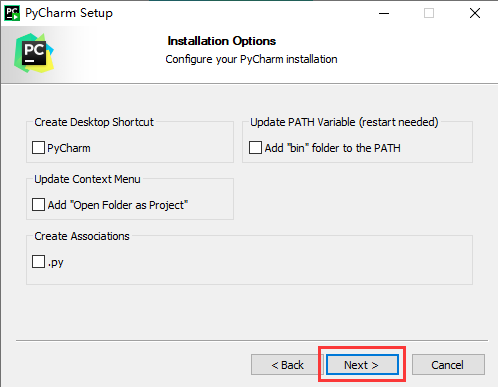 PyCharm Setup
PC
Installation Options
Configure your PyCharm installation
Create Desktop Shortcut
PyCharm
Update PATH Variable (restart needed)
Add "bin" folder to the PATH
Update Context Menu
Add "Open Folder as Project"
Create Associations
.py
< Back
Next >
Cancel